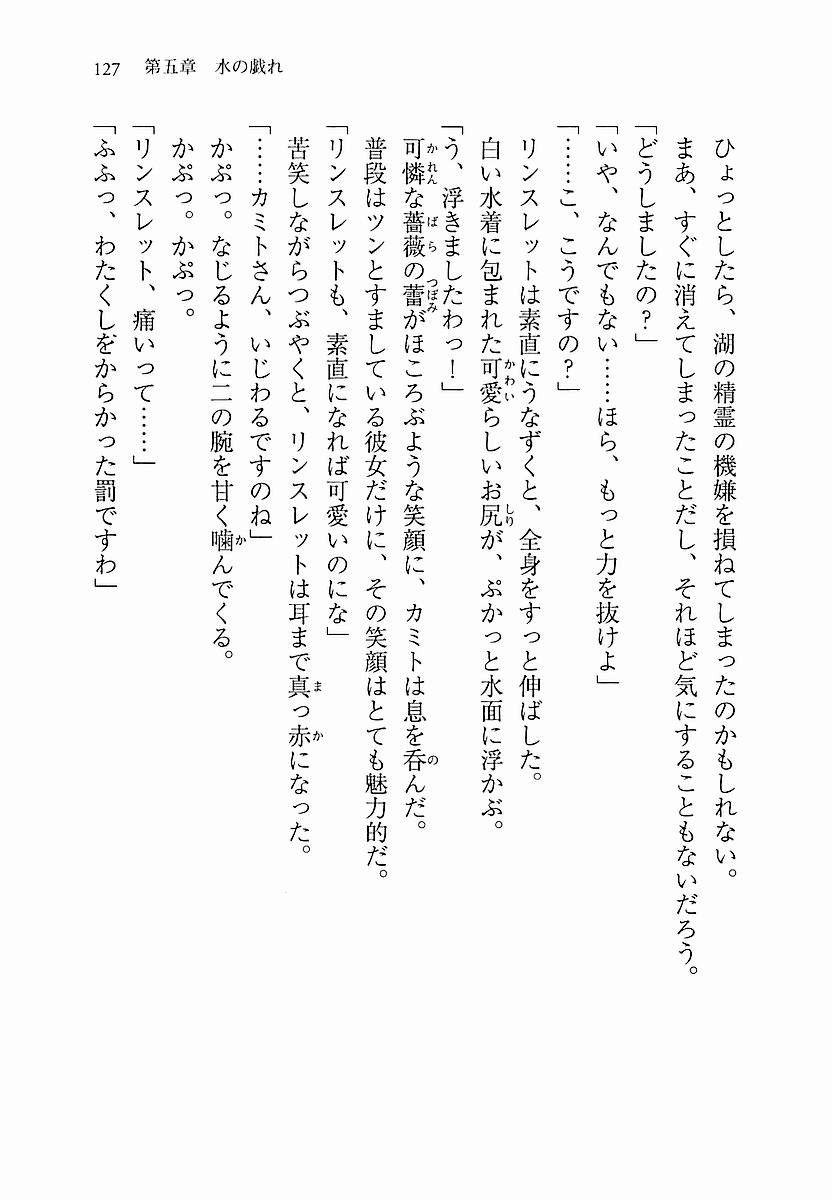 127 第五章 水の戯れ
ひょっとしたら、湖の精霊の機嫌を損ねてしまったのかもしれない。
まあ、すぐに消えてしまったことだし、それほど気にすることもないだろう。
「どうしましたの?」
「いや、なんでもない……ほら、もっと力を抜けよ」
「……こ、こうですの?」
リンスレットは素直にうなずくと、全身をすっと伸ばした。
白い水着に包まれた可愛らしいお尻が、ぷかっと水面に浮かぶ。
「う、浮きましたわっ!」
可憐な薔薇の蕾がほころぶような笑顔に、カミトは息を呑んだ。
普段はツンとすましている彼女だけに、その笑顔はとても魅力的だ。
「リンスレットも、素直になれば可愛いのにな」
苦笑しながらつぶやくと、リンスレットは耳まで真っ赤になった。
「……カミトさん、いじわるですのね」
かぷっ。なじるように二の腕を甘く噛んでくる。
かぷっ。かぷっ。
「リンスレット、痛いって……」
「ふふっ、わたくしをからかった罰ですわ」